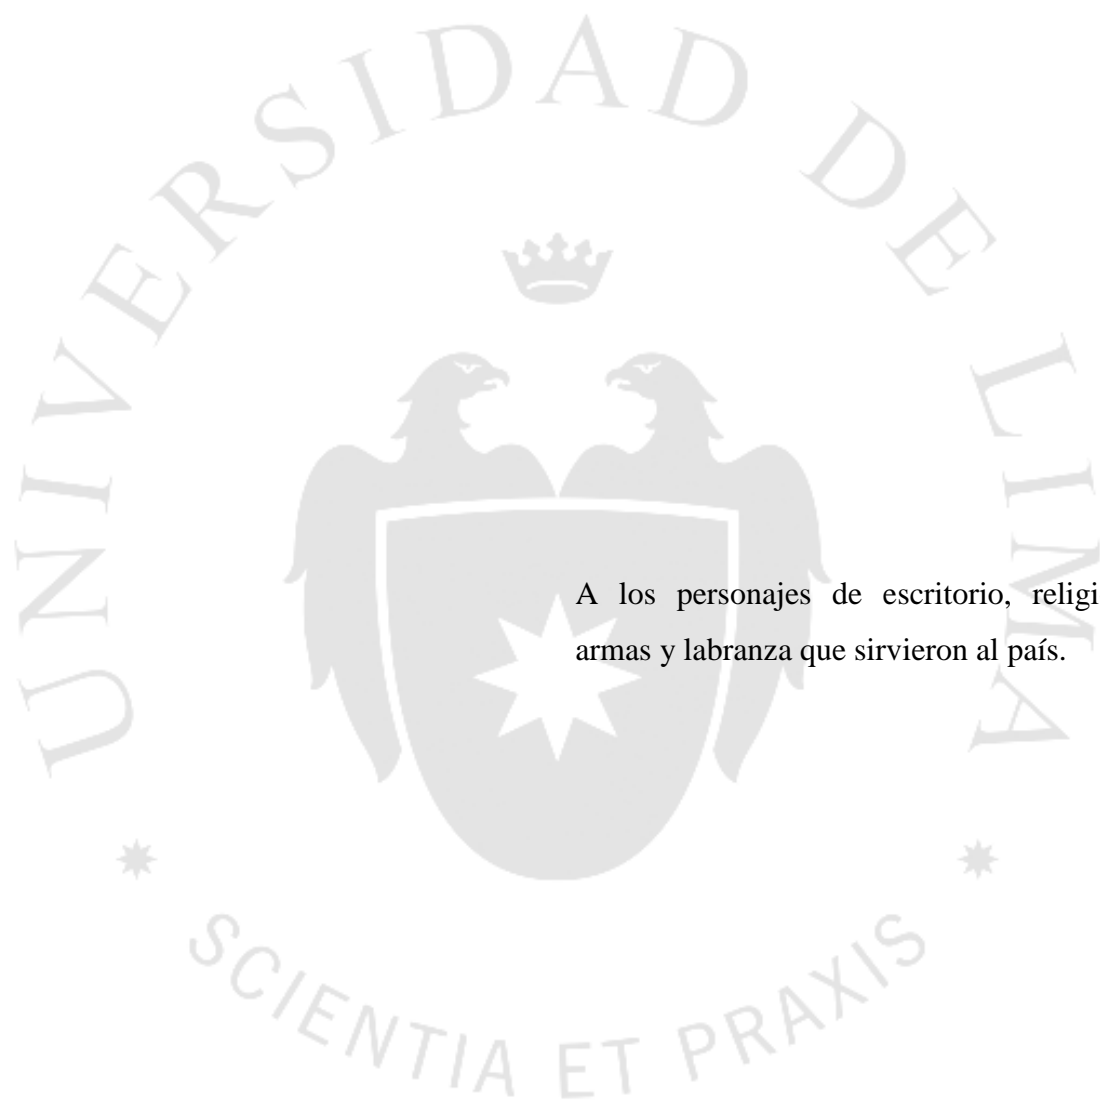 UNIVERSIDAD DE LIMA
A los personajes de escritorio, religi
armas y labranza que sirvieron al país.
SCIENTIA ET PRAXIS